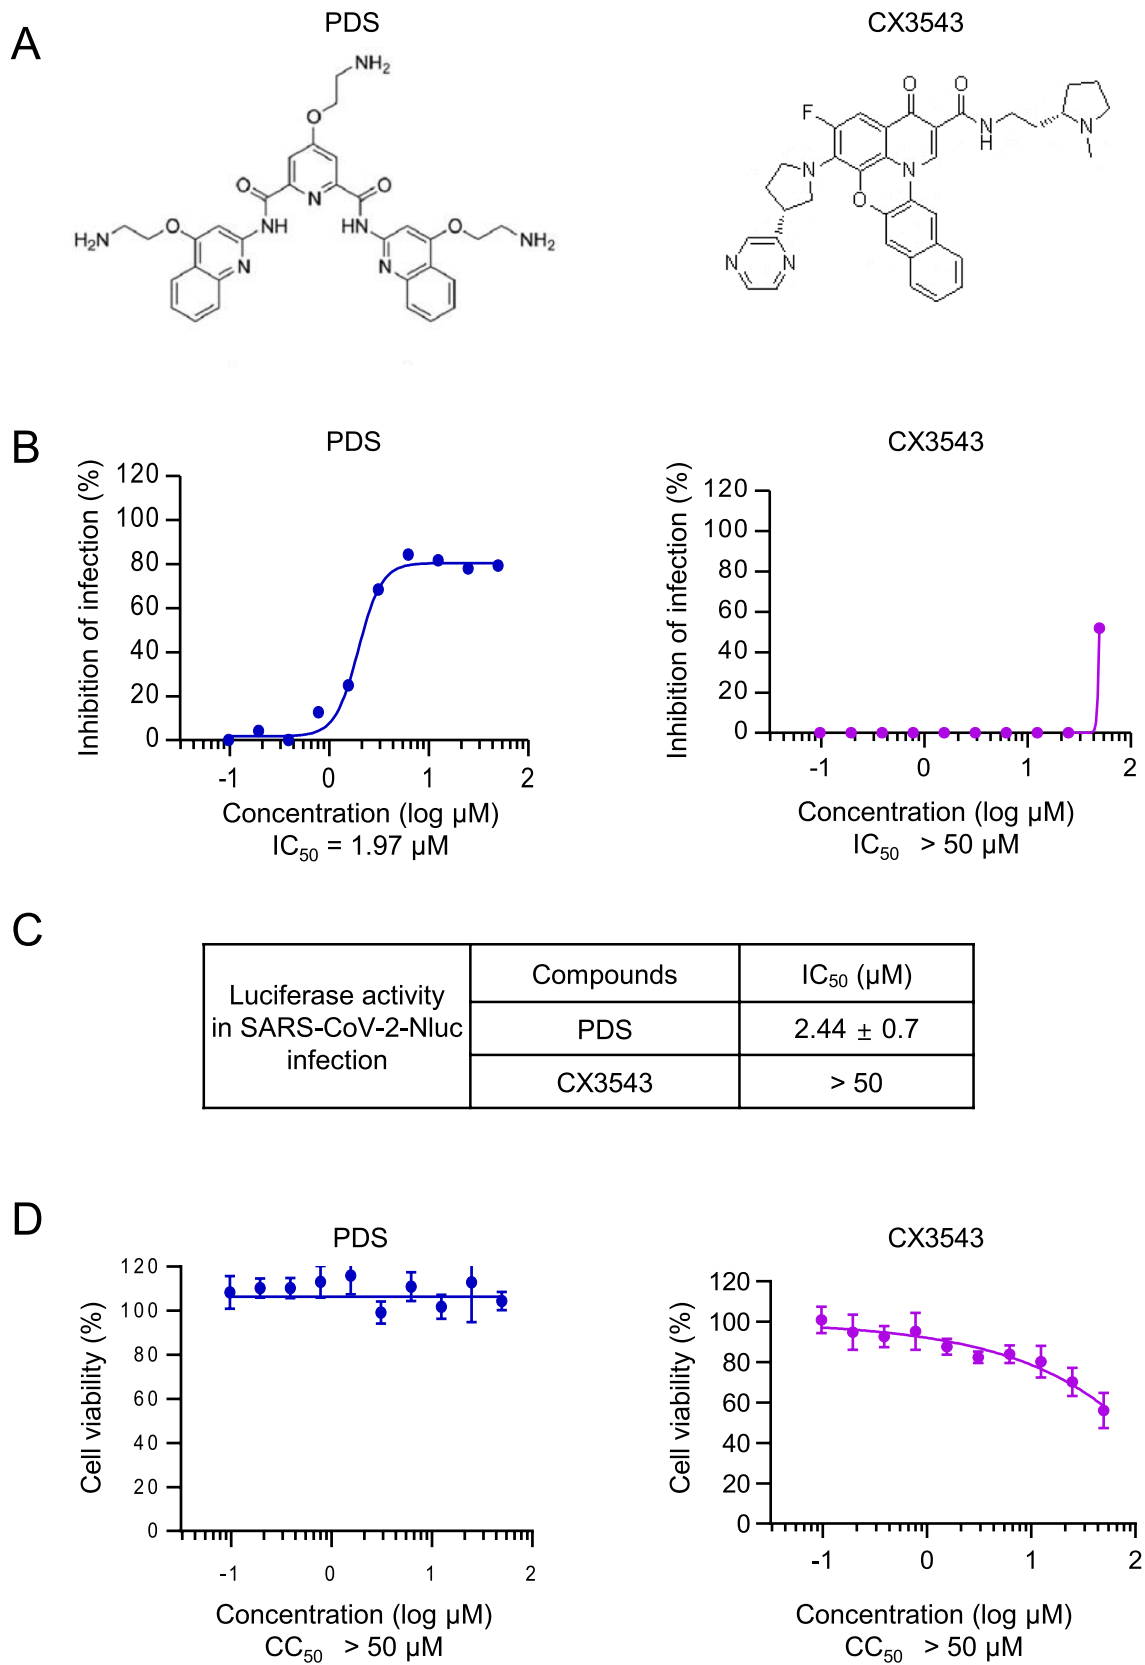 A
PDS
CX3543
NH2
O
O
O
N
NH
NH
H2N
O
N
N
O
NH2
F
O
O
N
H
N
N
N
O
N
N
B
PDS
CX3543
Inhibition of infection (%)
120
100
80
60
40
20
0
-1 0 1 2
Concentration (log µM)
IC50 = 1.97 µM
Inhibition of infection (%)
120
100
80
60
40
20
0
-1 0 1 2
Concentration (log µM)
IC50 > 50 µM
C
Luciferase activity
in SARS-CoV-2-Nluc
infection
Compounds IC50 (µM)
PDS 2.44 ± 0.7
CX3543 > 50
D
PDS
CX3543
Cell viability (%)
120
100
80
60
40
20
0
-1 0 1 2
Concentration (log µM)
CC50 > 50 µM
Cell viability (%)
120
100
80
60
40
20
0
-1 0 1 2
Concentration (log µM)
CC50 > 50 µM